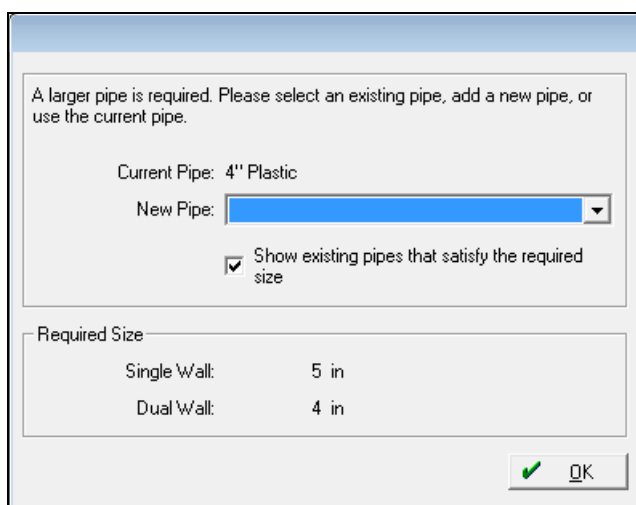 A larger pipe is required. Please select an existing pipe, add a new pipe, or
use the current pipe.
Current Pipe: 4" Plastic
New Pipe:
Show existing pipes that satisfy the required
size
Required Size
Single Wall: 5 in
Dual Wall: 4 in
OK